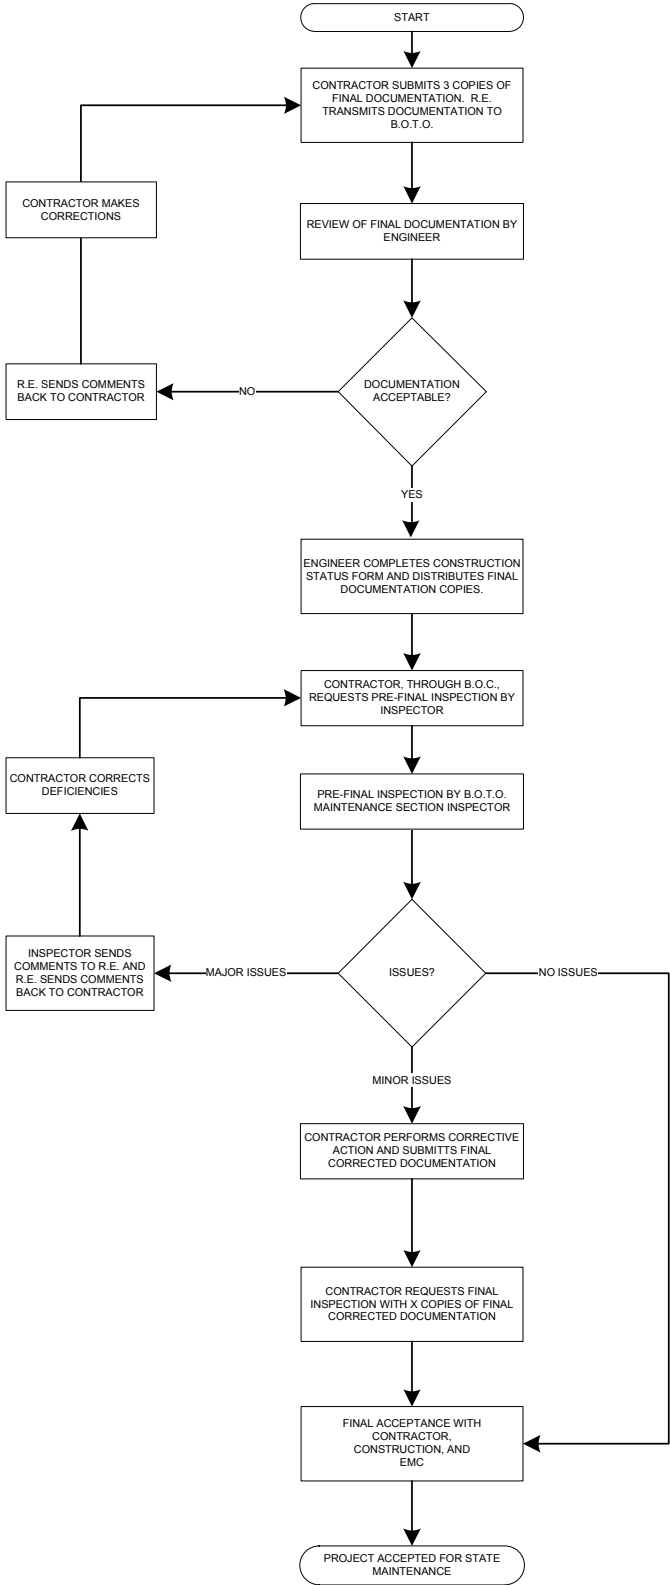 START
CONTRACTOR SUBMITS 3 COPIES OF
FINAL DOCUMENTATION. R.E.
TRANSMITS DOCUMENTATION TO
B.O.T.O.
CONTRACTOR MAKES
CORRECTIONS
REVIEW OF FINAL DOCUMENTATION BY
ENGINEER
DOCUMENTATION
ACCEPTABLE?
NO
R.E. SENDS COMMENTS
BACK TO CONTRACTOR
YES
ENGINEER COMPLETES CONSTRUCTION
STATUS FORM AND DISTRIBUTES FINAL
DOCUMENTATION COPIES.
CONTRACTOR, THROUGH B.O.C.,
REQUESTS PRE-FINAL INSPECTION BY
INSPECTOR
CONTRACTOR CORRECTS
DEFICIENCIES
PRE-FINAL INSPECTION BY B.O.T.O.
MAINTENANCE SECTION INSPECTOR
INSPECTOR SENDS
COMMENTS TO R.E. AND
R.E. SENDS COMMENTS
BACK TO CONTRACTOR
MAJOR ISSUES
ISSUES?
NO ISSUES
MINOR ISSUES
CONTRACTOR PERFORMS CORRECTIVE
ACTION AND SUBMITTS FINAL
CORRECTED DOCUMENTATION
CONTRACTOR REQUESTS FINAL
INSPECTION WITH X COPIES OF FINAL
CORRECTED DOCUMENTATION
FINAL ACCEPTANCE WITH
CONTRACTOR,
CONSTRUCTION, AND
EMC
PROJECT ACCEPTED FOR STATE
MAINTENANCE